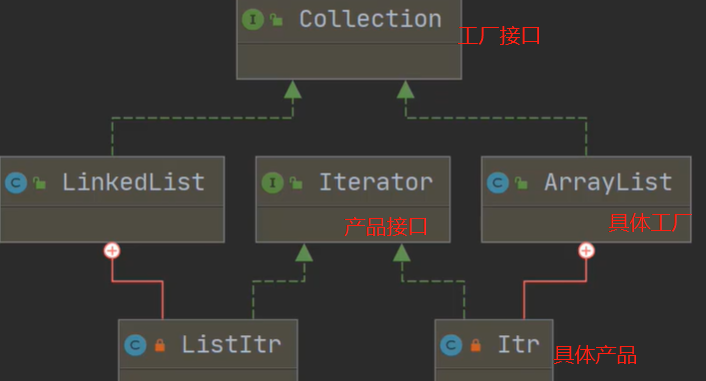 Collection
工厂接口
LinkedList
Iterator
ArrayList
产品接口
具体工厂
ListItr
Itr
具体产品